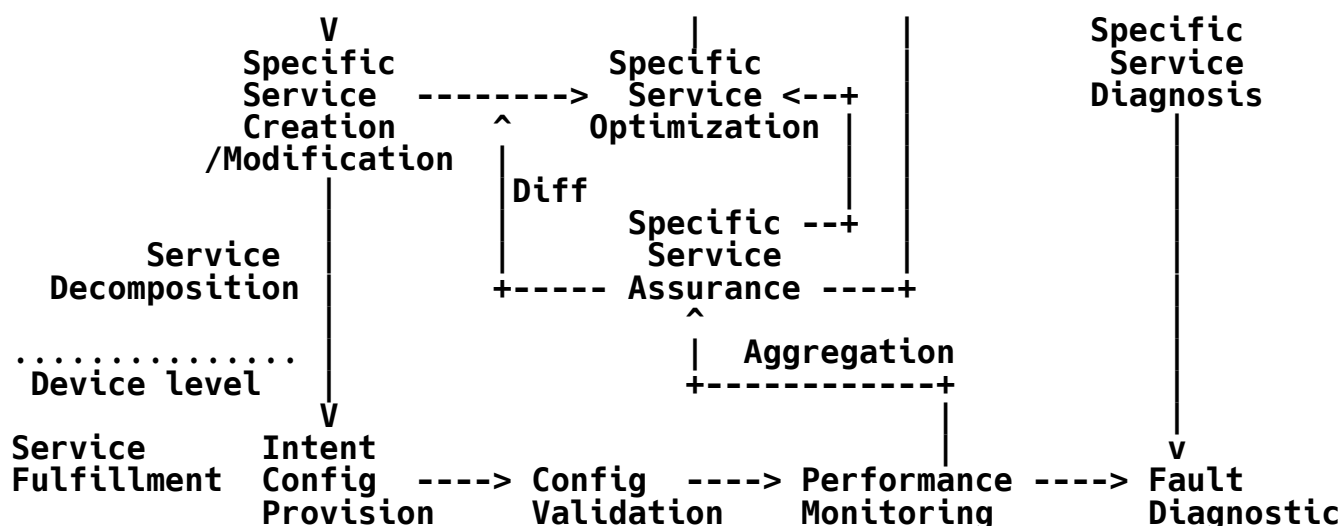 V                  |          |         Specific
            Specific           Specific       |          Service
            Service  -------->  Service <--+  |         Diagnosis
            Creation     ^    Optimization |  |             |
          /Modification  |                 |  |             |
                |        |Diff             |  |             |
                |        |      Specific --+  |             |
       Service  |        |       Service      |             |
  Decomposition |        +----- Assurance ----+             |
                |                  ^                        |
............... |                  |  Aggregation           |
 Device level   |                  +------------+           |
                V                               |           |
Service      Intent                             |           v
Fulfillment  Config  ----> Config  ----> Performance ----> Fault
             Provision     Validation    Monitoring        Diagnostic